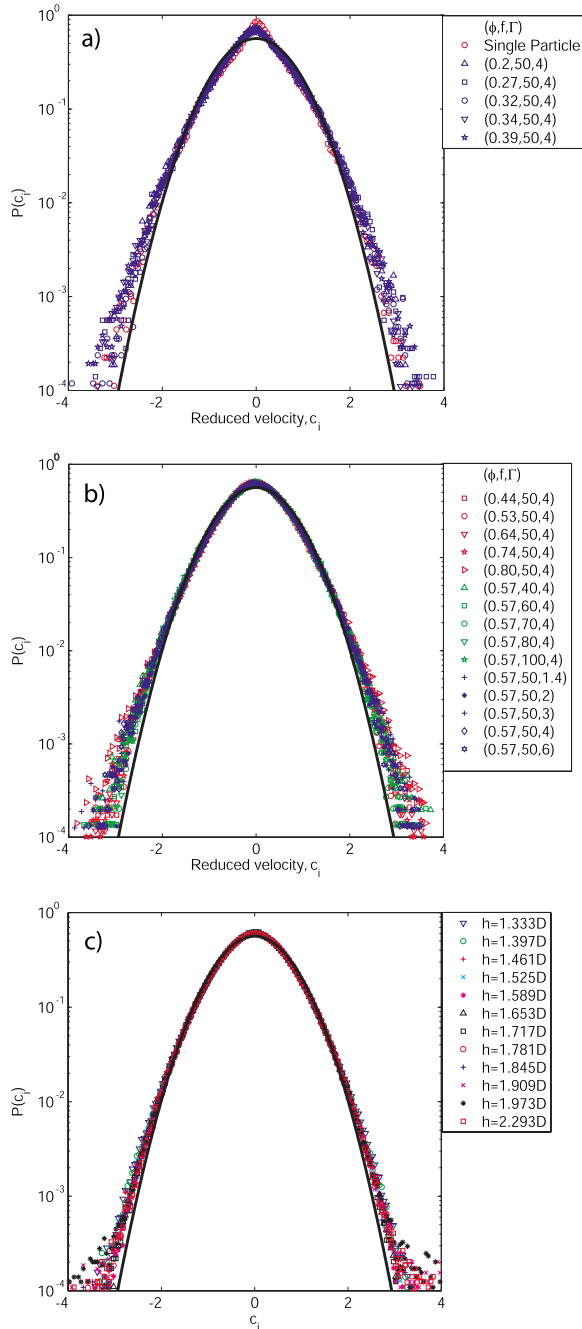 a)
10^0
10^-1
10^-2
10^-3
10^-4
P(c_i)
-4 -2 0 2 4
Reduced velocity, c_i
(ϕ,f,Γ)
Single Particle
(0.2,50,4)
(0.27,50,4)
(0.32,50,4)
(0.34,50,4)
(0.39,50,4)
b)
10^0
10^-1
10^-2
10^-3
10^-4
P(c_i)
-4 -2 0 2 4
Reduced velocity, c_i
(ϕ,f,Γ)
(0.44,50,4)
(0.53,50,4)
(0.64,50,4)
(0.74,50,4)
(0.80,50,4)
(0.57,40,4)
(0.57,60,4)
(0.57,70,4)
(0.57,80,4)
(0.57,100,4)
(0.57,50,1.4)
(0.57,50,2)
(0.57,50,3)
(0.57,50,4)
(0.57,50,6)
c)
10^0
10^-1
10^-2
10^-3
10^-4
P(c_i)
-4 -2 0 2 4
c_i
h=1.333D
h=1.397D
h=1.461D
h=1.525D
h=1.589D
h=1.653D
h=1.717D
h=1.781D
h=1.845D
h=1.909D
h=1.973D
h=2.293D